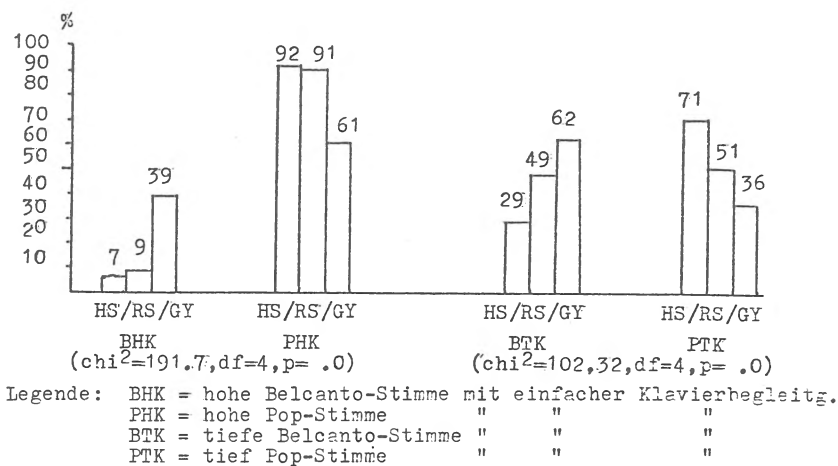 %
100
90
80
70
60
50
40
30
20
10
7 9 39
92 91 61
29 49 62
71 51 36
HS/RS/GY HS/RS/GY HS/RS/GY HS/RS/GY
BHK PHK BTK PTK
(chi²=191.7,df=4,p= .0) (chi²=102,32,df=4,p= .0)
Legende: BHK = hohe Belcanto-Stimme mit einfacher Klavierbegleitg.
PHK = hohe Pop-Stimme " " "
BTK = tiefe Belcanto-Stimme " " "
PTK = tief Pop-Stimme " " "